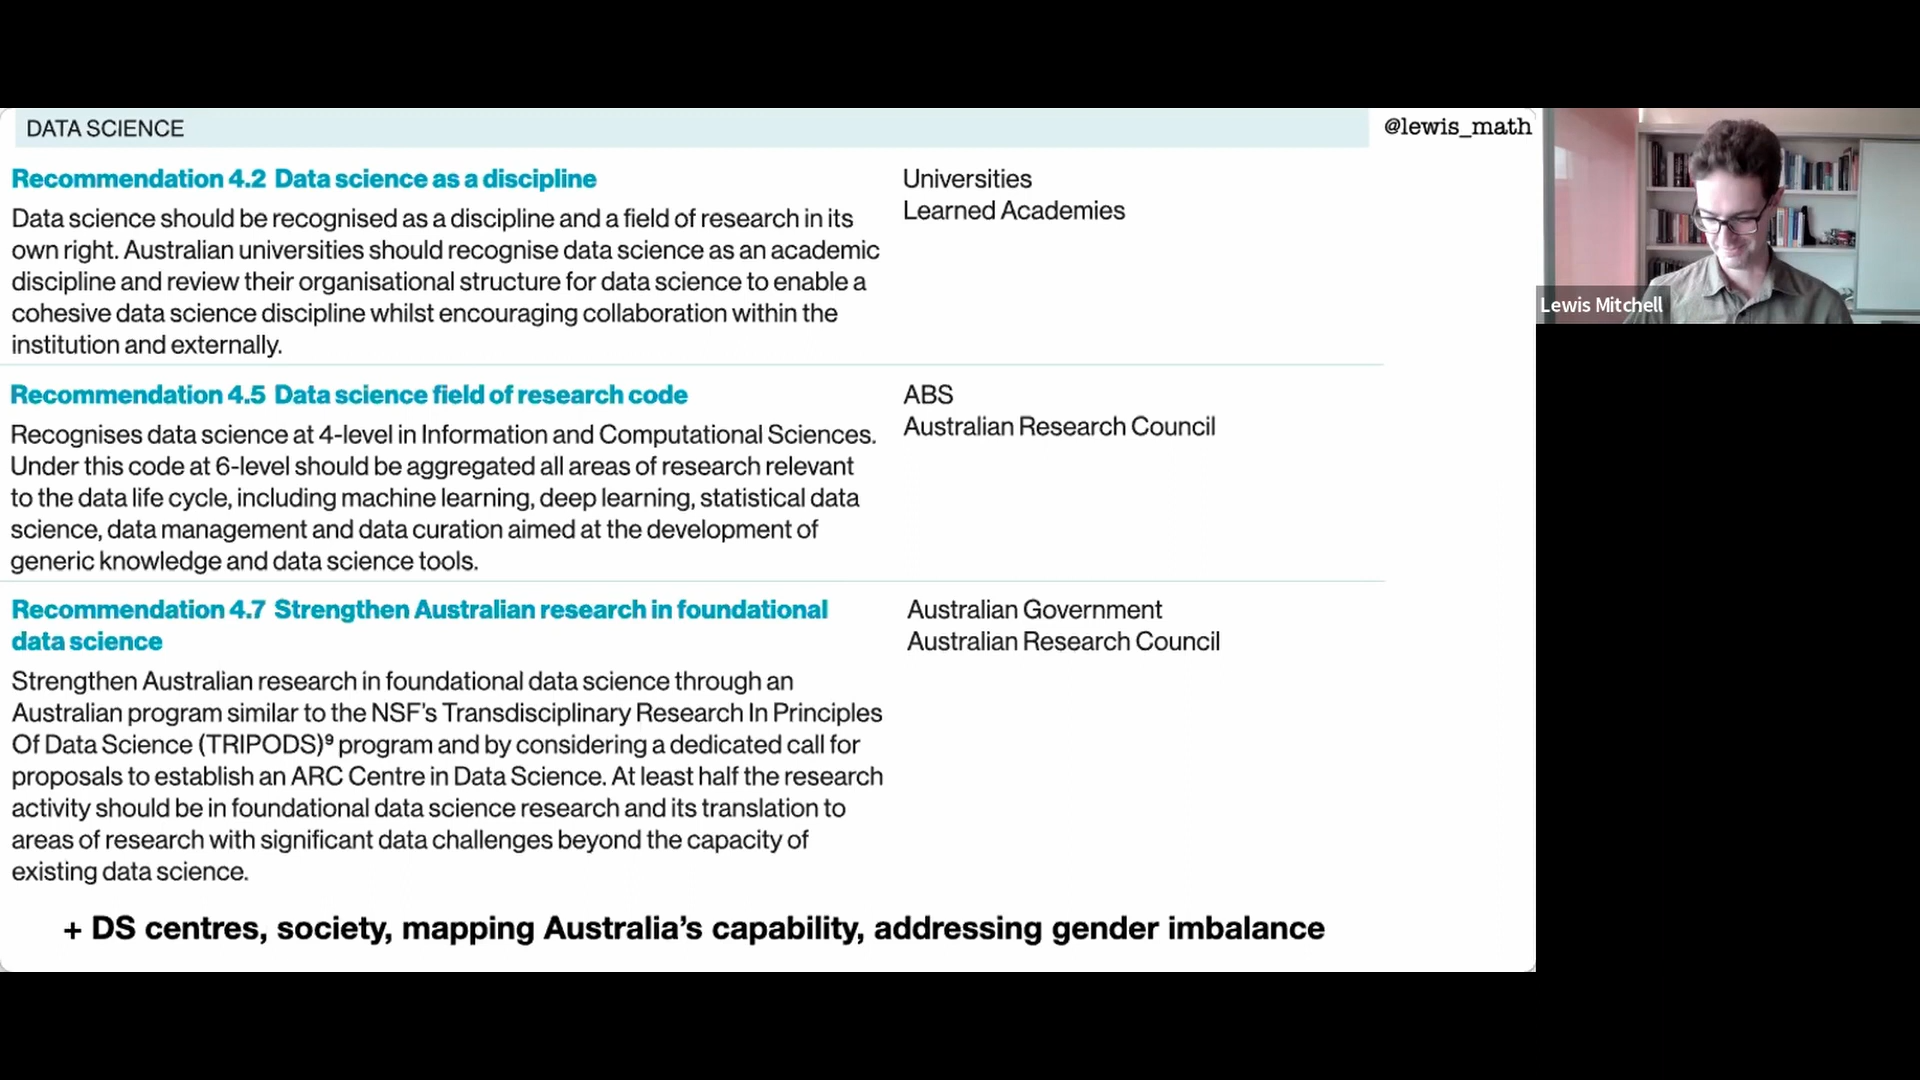 DATA SCIENCE
@lewis_math
Recommendation 4.2 Data science as a discipline
Data science should be recognised as a discipline and a field of research in its
own right. Australian universities should recognise data science as an academic
discipline and review their organisational structure for data science to enable a
cohesive data science discipline whilst encouraging collaboration within the
institution and externally.
Universities
Learned Academies
Recommendation 4.5 Data science field of research code
Recognises data science at 4-level in Information and Computational Sciences.
Under this code at 6-level should be aggregated all areas of research relevant
to the data life cycle, including machine learning, deep learning, statistical data
science, data management and data curation aimed at the development of
generic knowledge and data science tools.
ABS
Australian Research Council
Recommendation 4.7 Strengthen Australian research in foundational
data science
Strengthen Australian research in foundational data science through an
Australian program similar to the NSF's Transdisciplinary Research In Principles
Of Data Science (TRIPODS)⁹ program and by considering a dedicated call for
proposals to establish an ARC Centre in Data Science. At least half the research
activity should be in foundational data science research and its translation to
areas of research with significant data challenges beyond the capacity of
existing data science.
Australian Government
Australian Research Council
+ DS centres, society, mapping Australia's capability, addressing gender imbalance
Lewis Mitchell